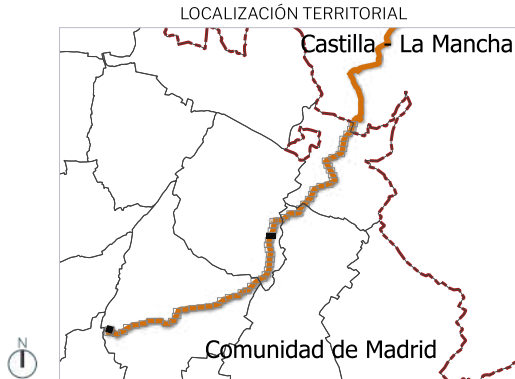 LOCALIZACIÓN TERRITORIAL
Castilla - La Mancha
Comunidad de Madrid
N